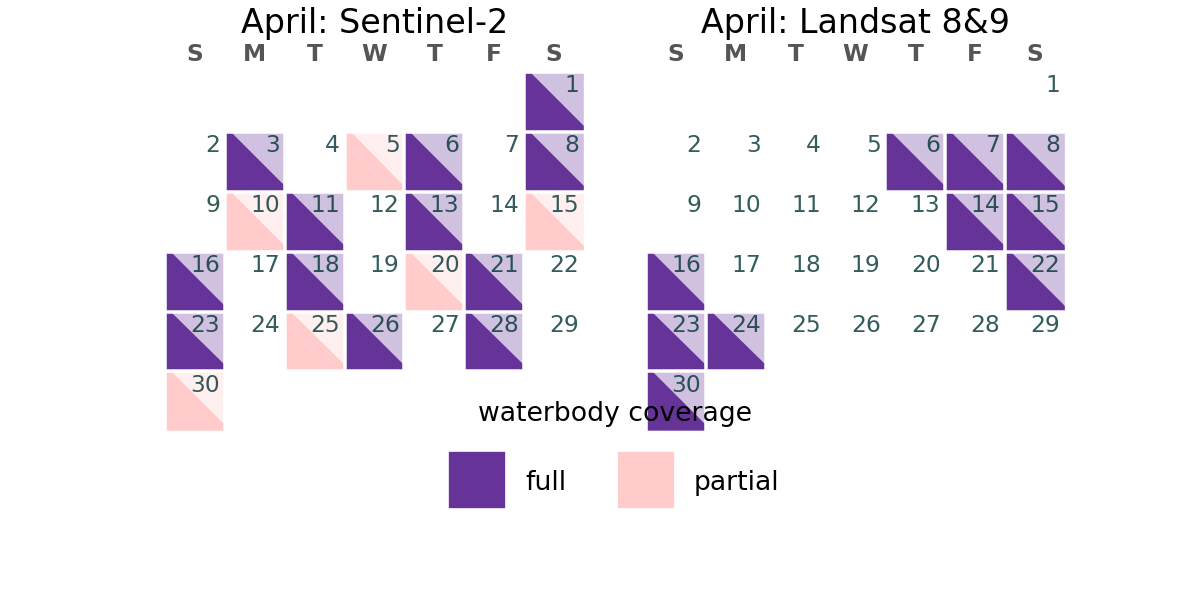 April: Sentinel-2
S M T W T F S
1
2 3 4 5 6 7 8
9 10 11 12 13 14 15
16 17 18 19 20 21 22
23 24 25 26 27 28 29
30
April: Landsat 8&9
S M T W T F S
1
2 3 4 5 6 7 8
9 10 11 12 13 14 15
16 17 18 19 20 21 22
23 24 25 26 27 28 29
30
waterbody coverage
full partial